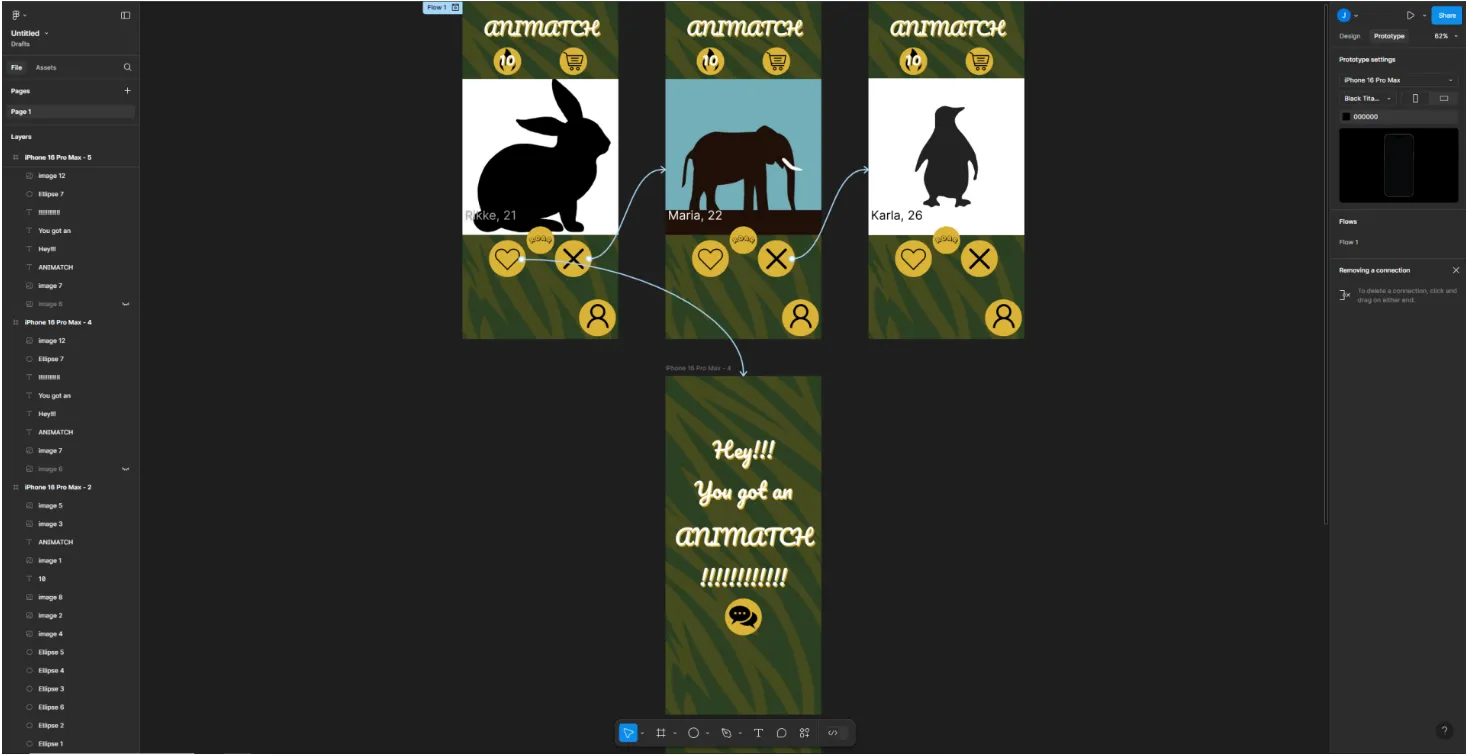 Untitled
Drafts
File
Assets
Pages
Page 1
Layers
iPhone 16 Pro Max - 5
image 12
Ellipse 7
!!!!!!!!!!!!
You got an
Hey!!!
ANIMATCH
image 7
image 6
iPhone 16 Pro Max - 4
image 12
Ellipse 7
!!!!!!!!!!!!
You got an
Hey!!!
ANIMATCH
image 7
image 6
iPhone 16 Pro Max - 2
image 5
image 3
ANIMATCH
image 1
10
image 8
image 2
image 4
Ellipse 5
Ellipse 4
Ellipse 3
Ellipse 6
Ellipse 2
Ellipse 1
Flow 1
ANIMATCH
10
Rikke, 21
ANIMATCH
10
Maria, 22
ANIMATCH
10
Karla, 26
iPhone 16 Pro Max - 4
Hey!!!
You got an
ANIMATCH
!!!!!!!!!!!!
J
Share
Design
Prototype
62%
Prototype settings
iPhone 16 Pro Max
Black Tita...
000000
Flows
Flow 1
Removing a connection
To delete a connection, click and
drag on either end.
?